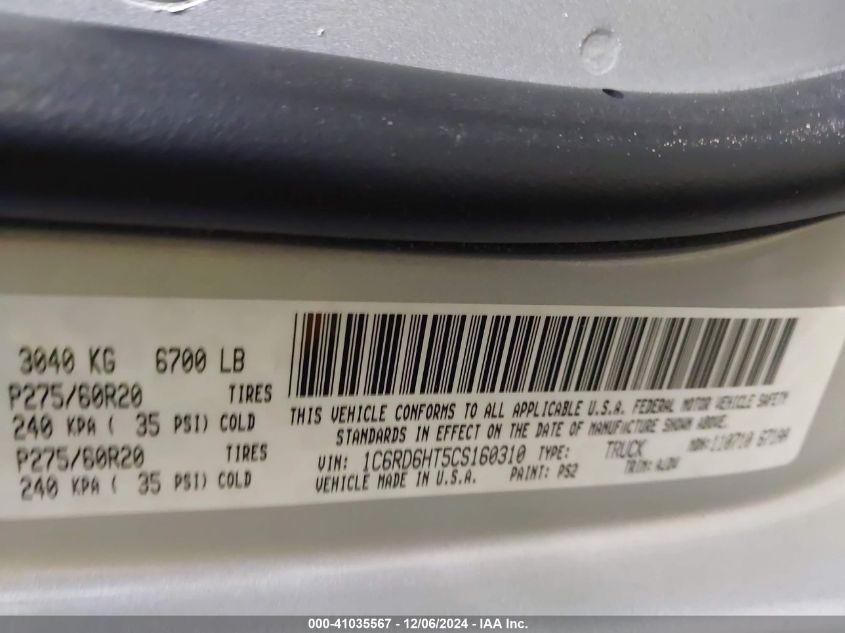 3040 KG 6700 LB
P275/60R20 TIRES
240 KPA ( 35 PSI) COLD
P275/60R20 TIRES
240 KPA ( 35 PSI) COLD
THIS VEHICLE CONFORMS TO ALL APPLICABLE U.S.A. FEDERAL MOTOR VEHICLE SAFETY
STANDARDS IN EFFECT ON THE DATE OF MANUFACTURE SHOWN ABOVE.
VIN: 1C6RD6HT5CS160310 TYPE: TRUCK
VEHICLE MADE IN U.S.A. PAINT: PS2 TRIM:
000-41035567 - 12/06/2024 - IAA Inc.